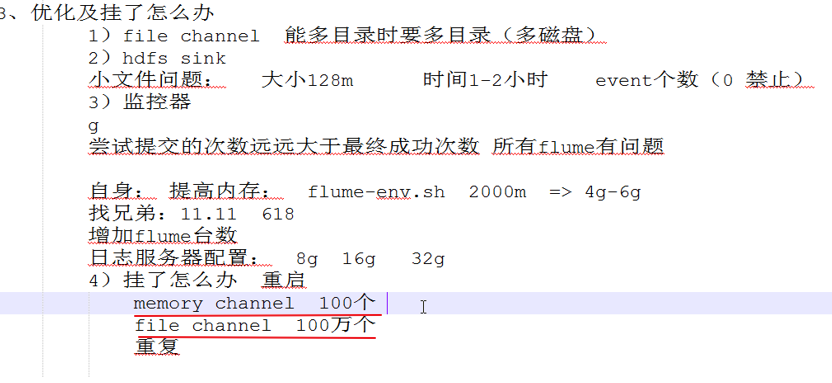 3、优化及挂了怎么办
1）file channel 能多目录时要多目录（多磁盘）
2）hdfs sink
小文件问题： 大小128m 时间1-2小时 event个数（0 禁止）
3）监控器
g
尝试提交的次数远远大于最终成功次数 所有flume有问题
自身： 提高内存： flume-env.sh 2000m => 4g-6g
找兄弟：11.11 618
增加flume台数
日志服务器配置： 8g 16g 32g
4）挂了怎么办 重启
memory channel 100个
file channel 100万个
重复